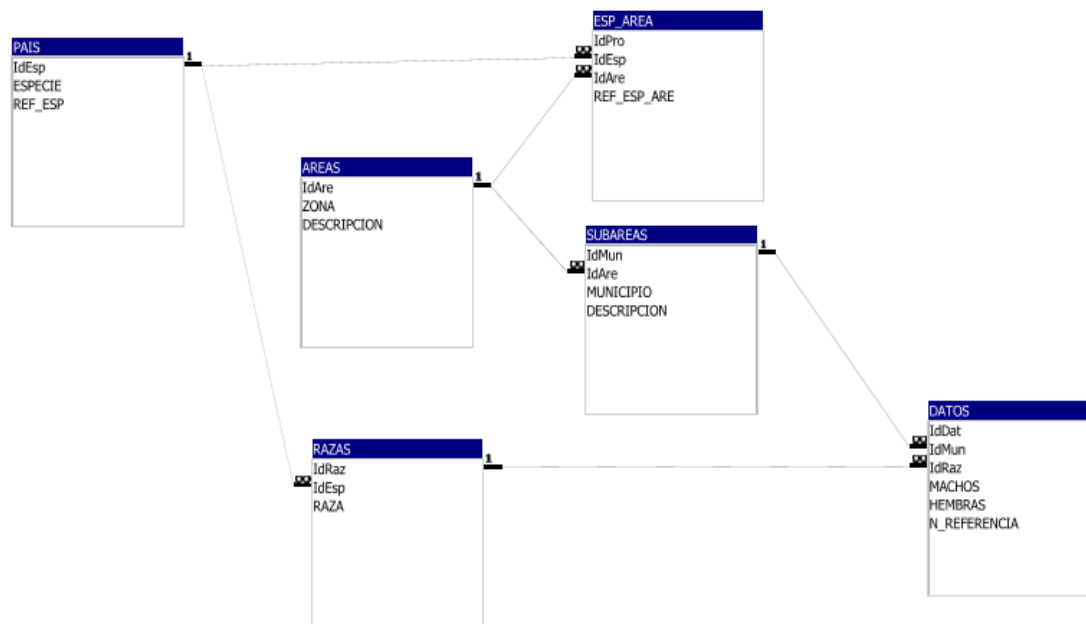 PAIS
IdEsp
ESPECIE
REF_ESP
1
ESP_AREA
IdPro
IdEsp
IdAre
REF_ESP_ARE
AREAS
IdAre
ZONA
DESCRIPCION
1
SUBAREAS
IdMun
IdAre
MUNICIPIO
DESCRIPCION
1
RAZAS
IdRaz
IdEsp
RAZA
1
DATOS
IdDat
IdMun
IdRaz
MACHOS
HEMBRAS
N_REFERENCIA